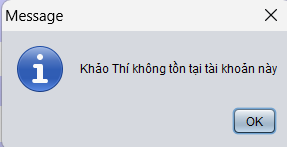 Message
Khảo Thí không tồn tại tài khoản này
OK